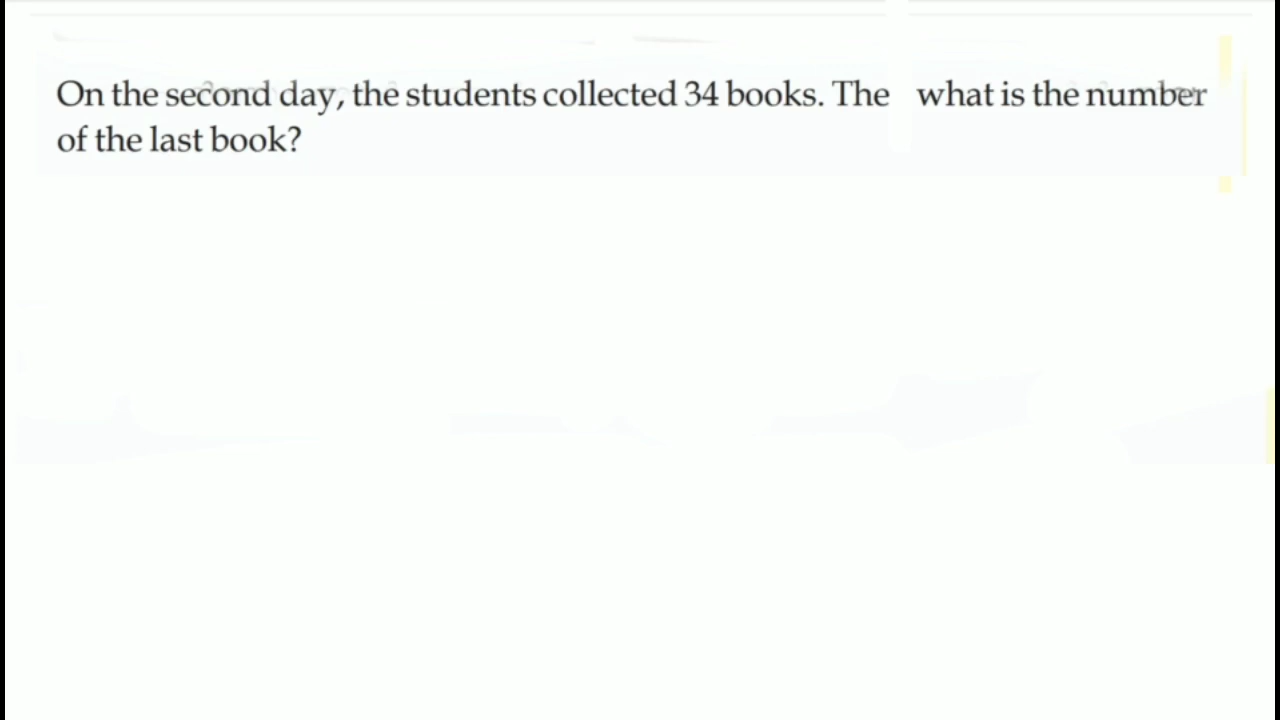 On the second day, the students collected 34 books. The what is the number
of the last book?